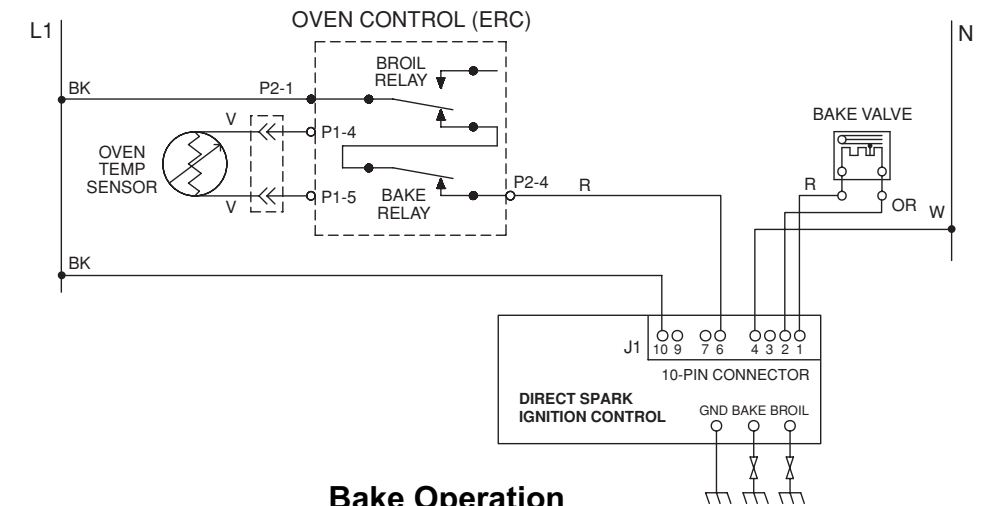 OVEN CONTROL (ERC)
L1
N
BROIL
RELAY
BK
P2-1
BAKE VALVE
V
P1-4
OVEN
TEMP
SENSOR
P1-5
V
BAKE
RELAY
P2-4
R
R
OR
W
BK
J1
10 9 7 6 4 3 2 1
10-PIN CONNECTOR
DIRECT SPARK
IGNITION CONTROL
GND BAKE BROIL
Bake Operation